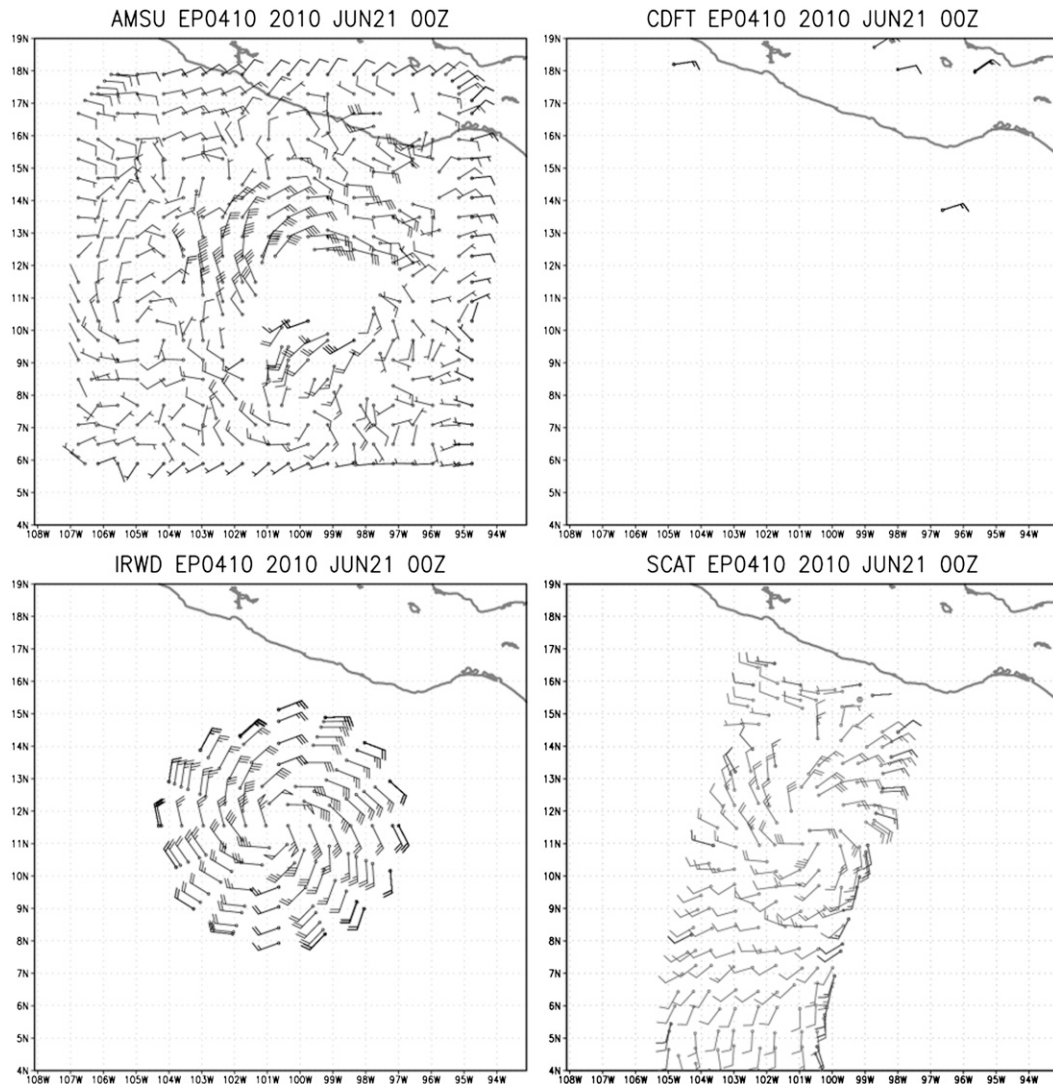 AMSU EP0410 2010 JUN21 00Z
19N
18N
17N
16N
15N
14N
13N
12N
11N
10N
9N
8N
7N
6N
5N
4N
108W 107W 106W 105W 104W 103W 102W 101W 100W 99W 98W 97W 96W 95W 94W
CDFT EP0410 2010 JUN21 00Z
19N
18N
17N
16N
15N
14N
13N
12N
11N
10N
9N
8N
7N
6N
5N
4N
108W 107W 106W 105W 104W 103W 102W 101W 100W 99W 98W 97W 96W 95W 94W
IRWD EP0410 2010 JUN21 00Z
19N
18N
17N
16N
15N
14N
13N
12N
11N
10N
9N
8N
7N
6N
5N
4N
108W 107W 106W 105W 104W 103W 102W 101W 100W 99W 98W 97W 96W 95W 94W
SCAT EP0410 2010 JUN21 00Z
19N
18N
17N
16N
15N
14N
13N
12N
11N
10N
9N
8N
7N
6N
5N
4N
108W 107W 106W 105W 104W 103W 102W 101W 100W 99W 98W 97W 96W 95W 94W